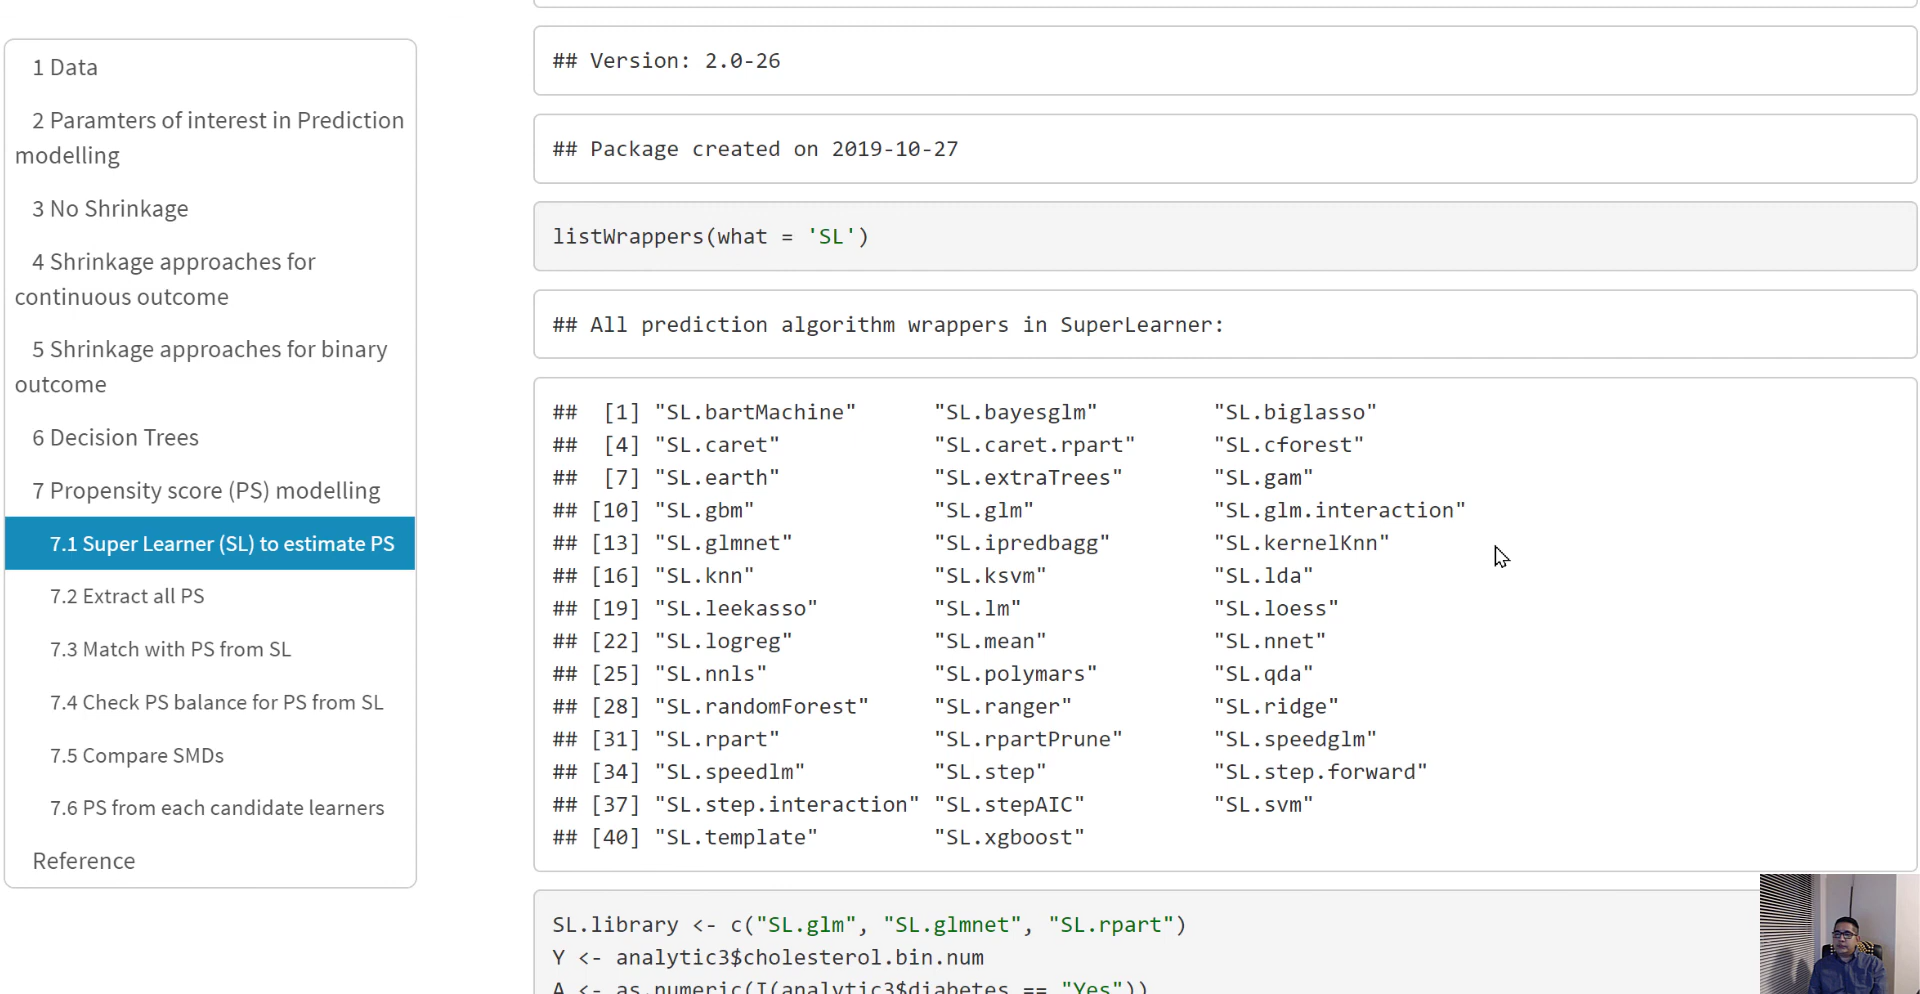 1 Data
2 Paramters of interest in Prediction
modelling
3 No Shrinkage
4 Shrinkage approaches for
continuous outcome
5 Shrinkage approaches for binary
outcome
6 Decision Trees
7 Propensity score (PS) modelling
7.1 Super Learner (SL) to estimate PS
7.2 Extract all PS
7.3 Match with PS from SL
7.4 Check PS balance for PS from SL
7.5 Compare SMDs
7.6 PS from each candidate learners
Reference
## Version: 2.0-26
## Package created on 2019-10-27
listWrappers(what = 'SL')
## All prediction algorithm wrappers in SuperLearner:
##  [1] "SL.bartMachine"      "SL.bayesglm"         "SL.biglasso"
##  [4] "SL.caret"            "SL.caret.rpart"      "SL.cforest"
##  [7] "SL.earth"            "SL.extraTrees"       "SL.gam"
## [10] "SL.gbm"              "SL.glm"              "SL.glm.interaction"
## [13] "SL.glmnet"           "SL.ipredbagg"        "SL.kernelKnn"
## [16] "SL.knn"              "SL.ksvm"             "SL.lda"
## [19] "SL.leekasso"         "SL.lm"               "SL.loess"
## [22] "SL.logreg"           "SL.mean"             "SL.nnet"
## [25] "SL.nnls"             "SL.polymars"         "SL.qda"
## [28] "SL.randomForest"     "SL.ranger"           "SL.ridge"
## [31] "SL.rpart"            "SL.rpartPrune"       "SL.speedglm"
## [34] "SL.speedlm"          "SL.step"             "SL.step.forward"
## [37] "SL.step.interaction" "SL.stepAIC"          "SL.svm"
## [40] "SL.template"         "SL.xgboost"
SL.library <- c("SL.glm", "SL.glmnet", "SL.rpart")
Y <- analytic3$cholesterol.bin.num
A <- as.numeric(I(analytic3$diabetes == "Yes"))